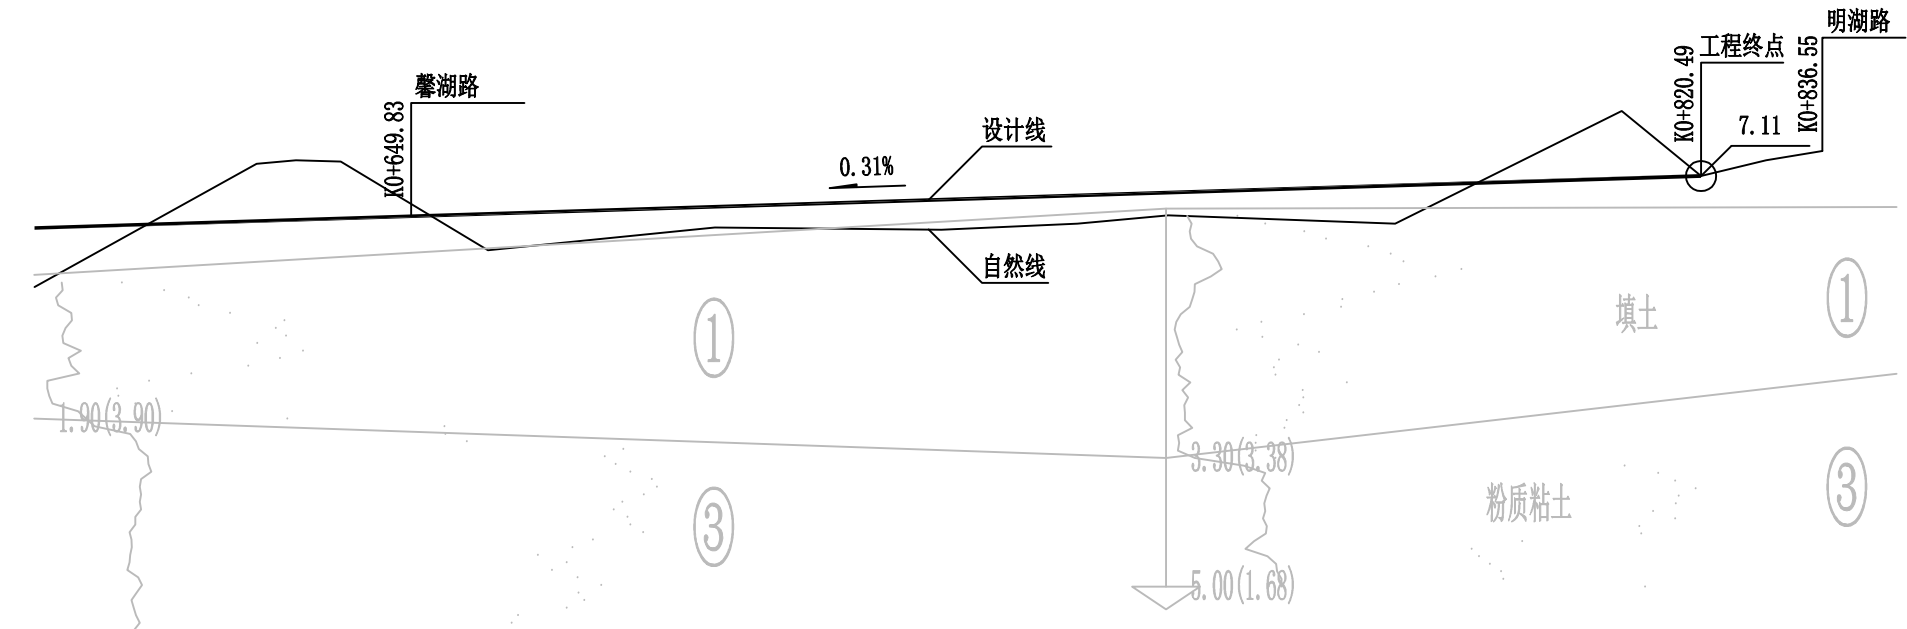 明湖路
工程终点
K0+820.49
K0+836.55
馨湖路
K0+649.83
设计线
7.11
0.31%
自然线
①
填土
①
1.90(3.90)
3.30(3.38)
③
粉质粘土
③
5.00(1.68)